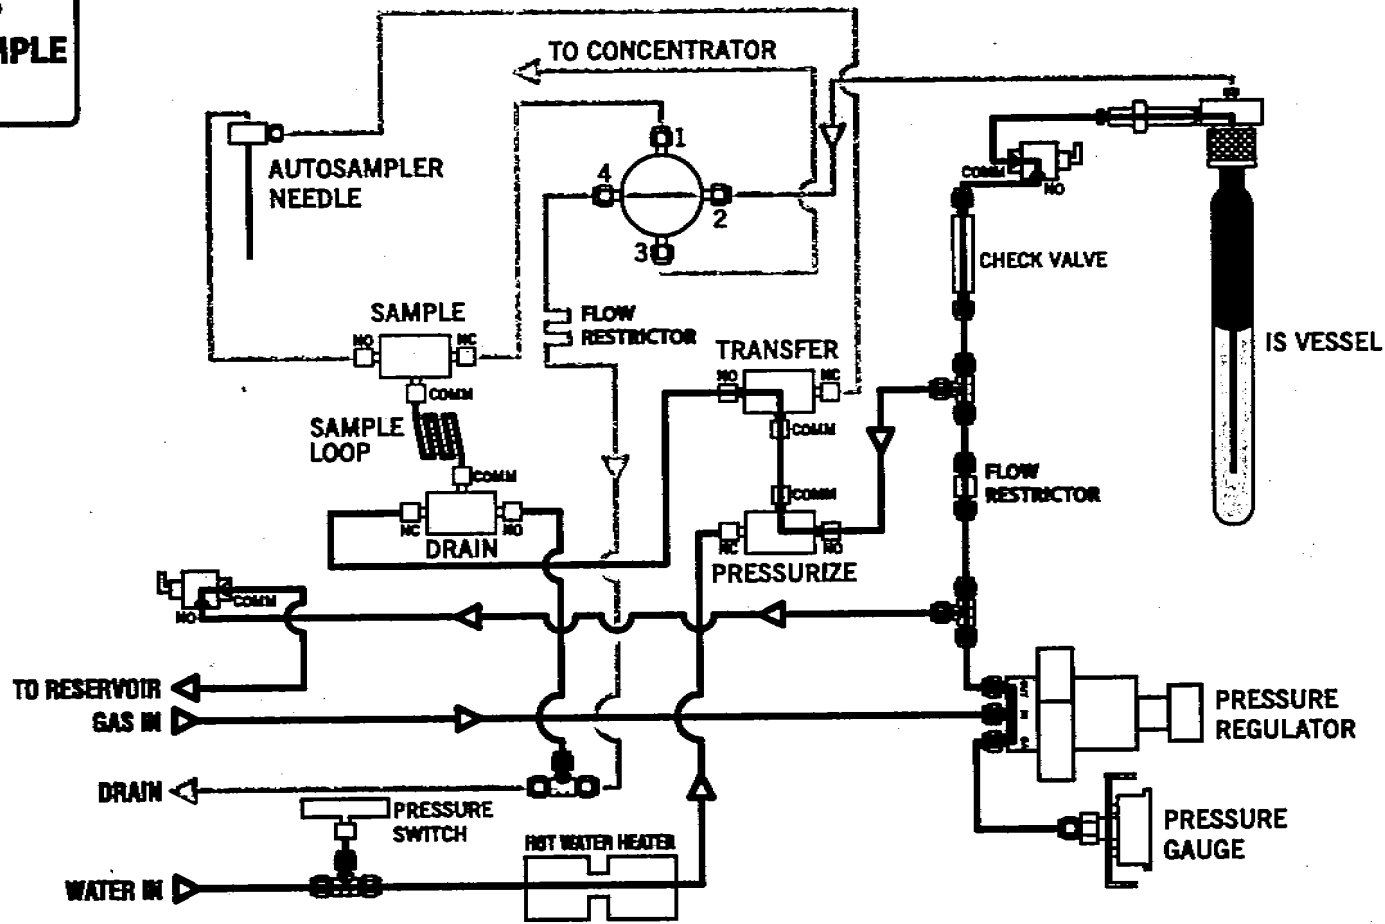 MPLE
TO CONCENTRATOR
AUTOSAMPLER
NEEDLE
1
4
2
3
COMM
NO
CHECK VALVE
SAMPLE
NO
NC
COMM
FLOW
RESTRICTOR
TRANSFER
NO
NC
COMM
IS VESSEL
SAMPLE
LOOP
COMM
NC
NO
DRAIN
COMM
NC
NO
PRESSURIZE
FLOW
RESTRICTOR
COMM
NO
TO RESERVOIR
GAS IN
OUT
IN
PRESSURE
REGULATOR
DRAIN
PRESSURE
SWITCH
HOT WATER HEATER
PRESSURE
GAUGE
WATER IN